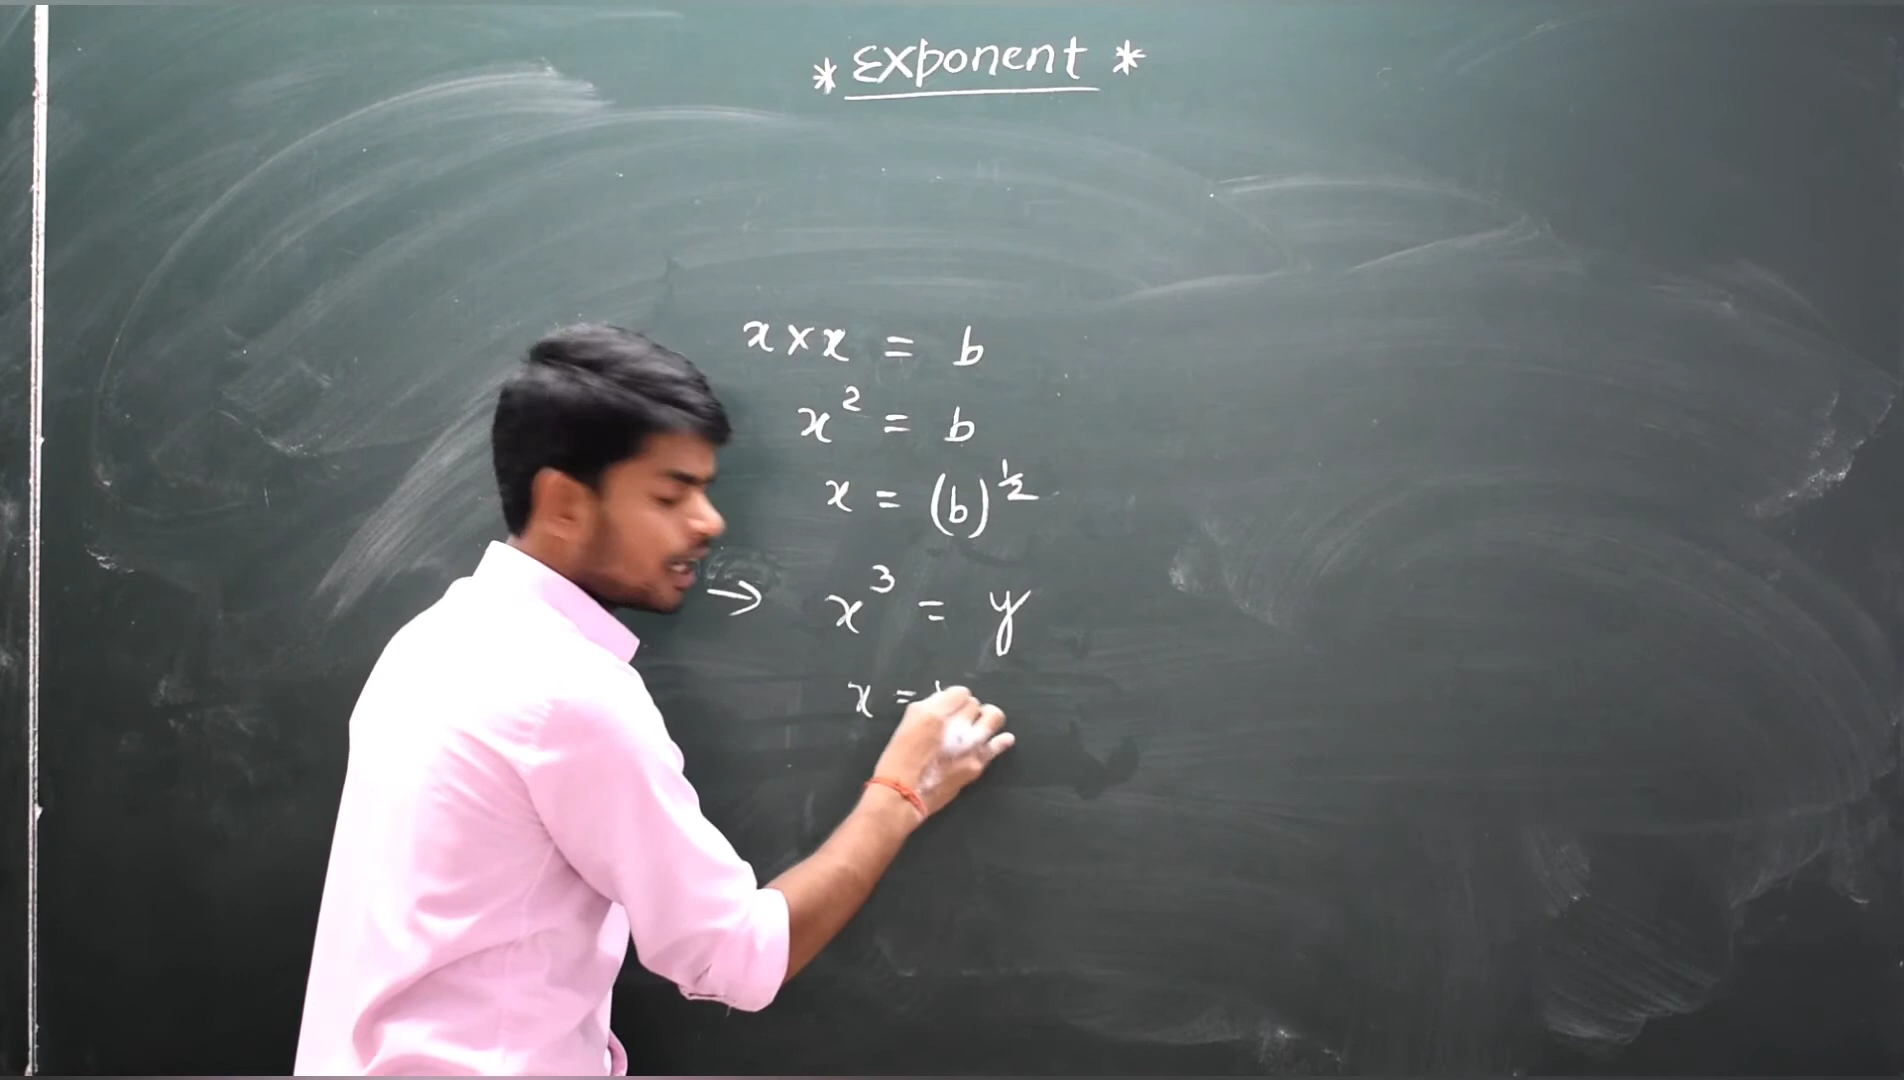 * Exponent *
x × x = b
x² = b
x = (b)^½
→ x³ = y
x =